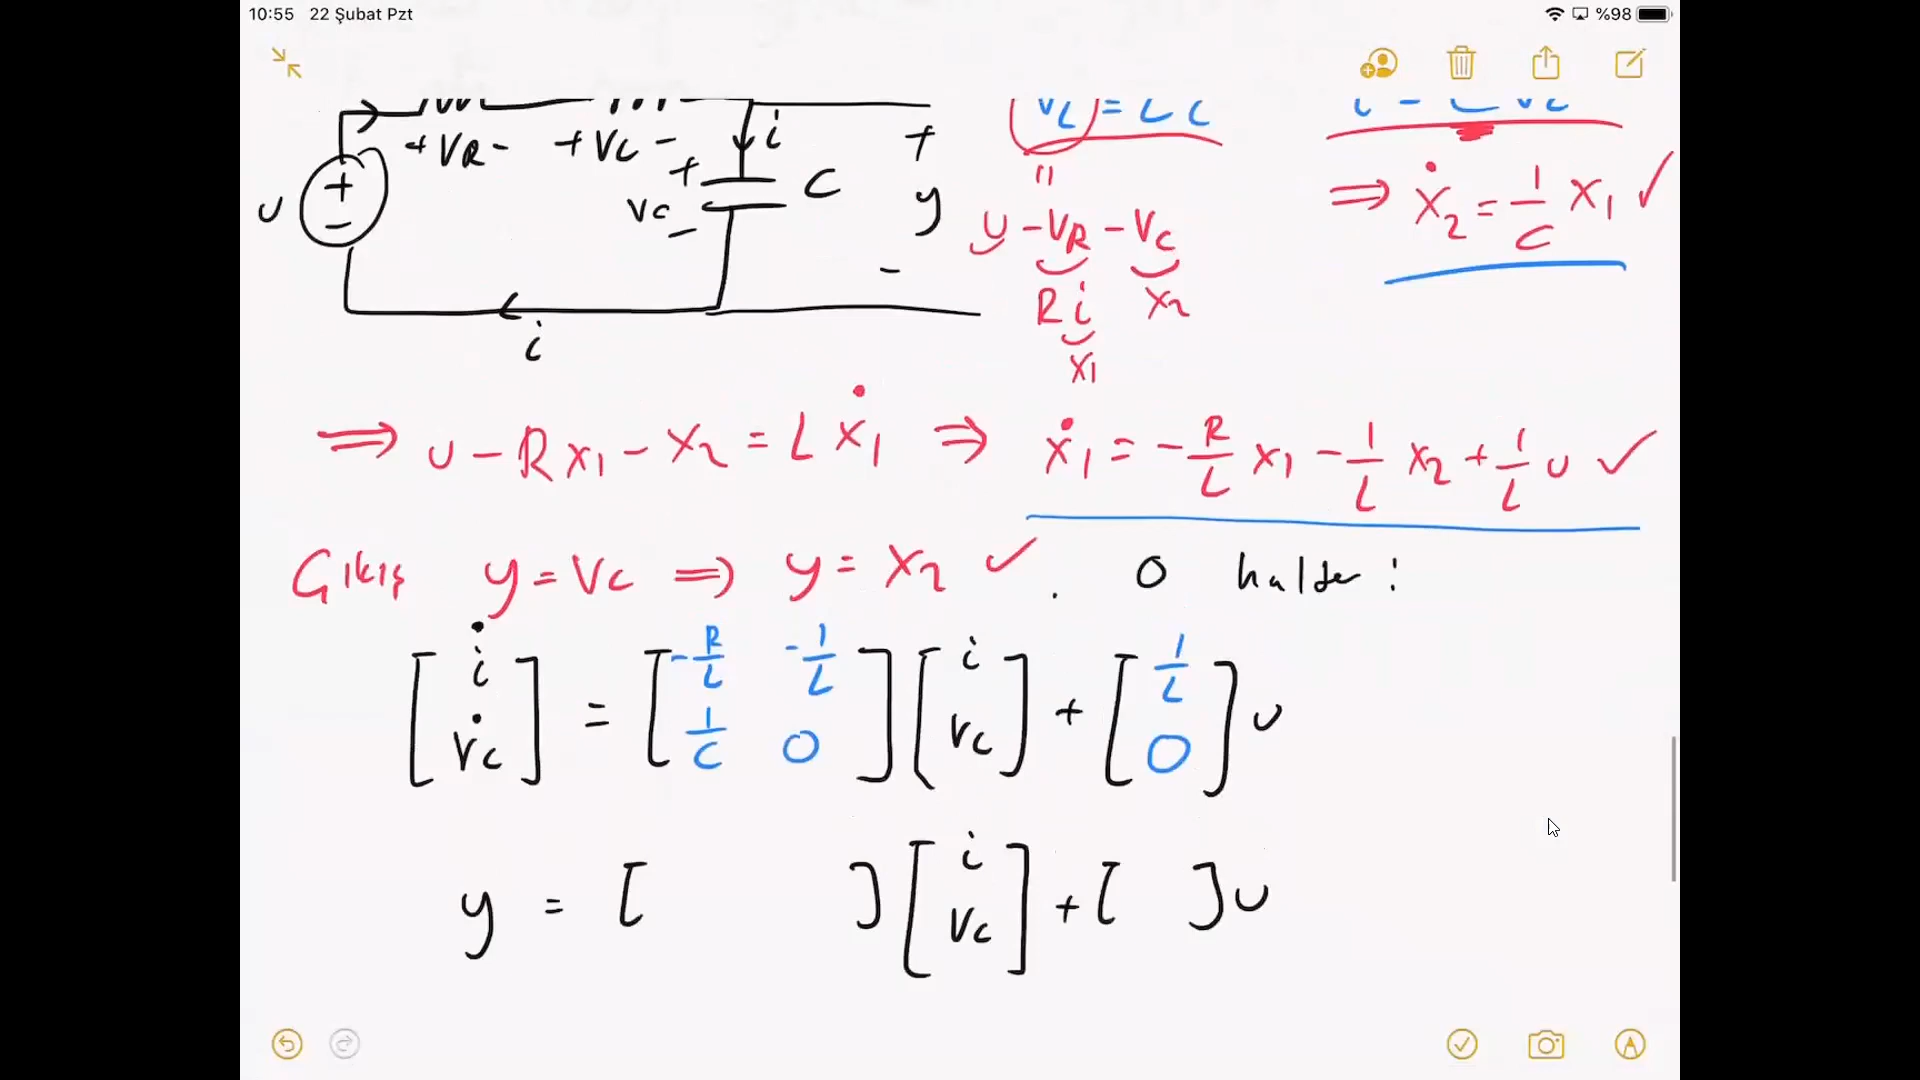 10:55 22 Şubat Pzt %98
+ VR - + VL -
i
+
VC
-
C
+
y
-
u
+
-
i
VL = L i
"
u - VR - VC
R i x2
x1
i = C VC
⇒ ẋ2 = 1/C x1 ✓
⇒ u - R x1 - x2 = L ẋ1 ⇒ ẋ1 = - R/L x1 - 1/L x2 + 1/L u ✓
Çıkış y = VC ⇒ y = x2 ✓ . O halde :
[ i̇ ; V̇C ] = [ -R/L -1/L ; 1/C 0 ] [ i ; VC ] + [ 1/L ; 0 ] u
y = [ ] [ i ; VC ] + [ ] u